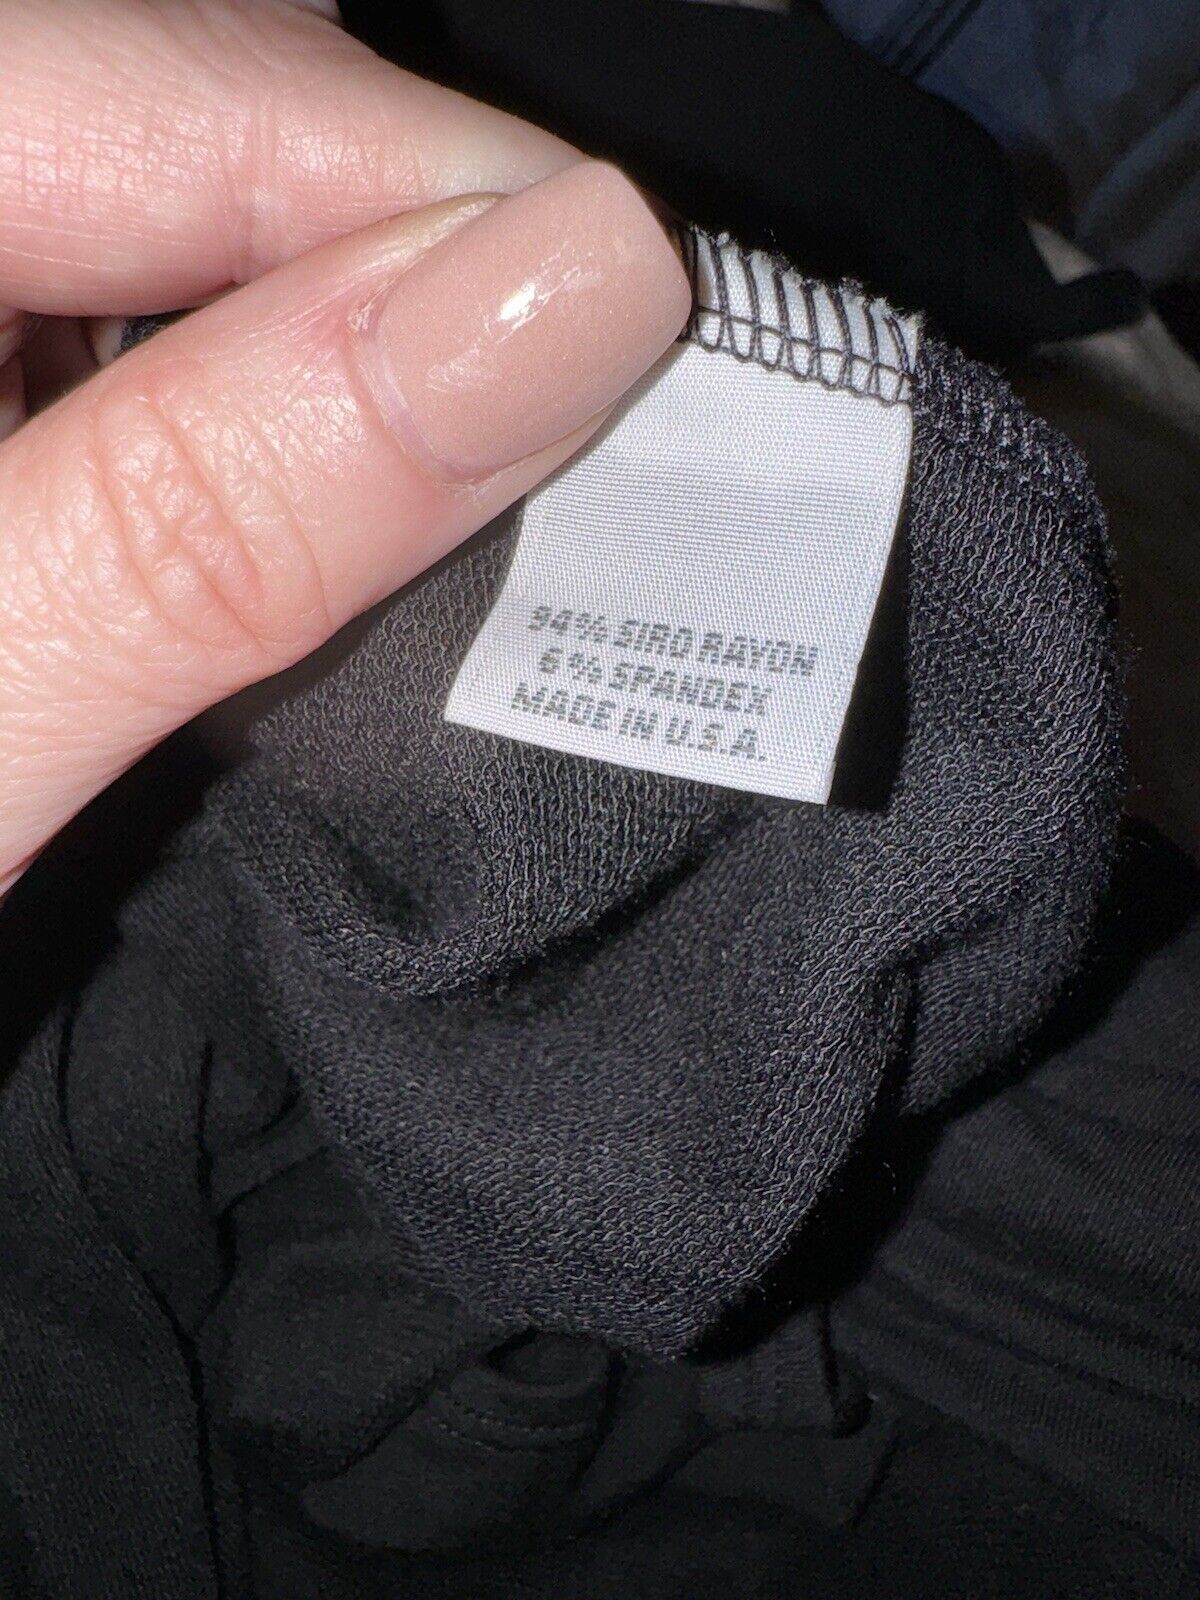 94% SIRO RAYON
6% SPANDEX
MADE IN U.S.A.